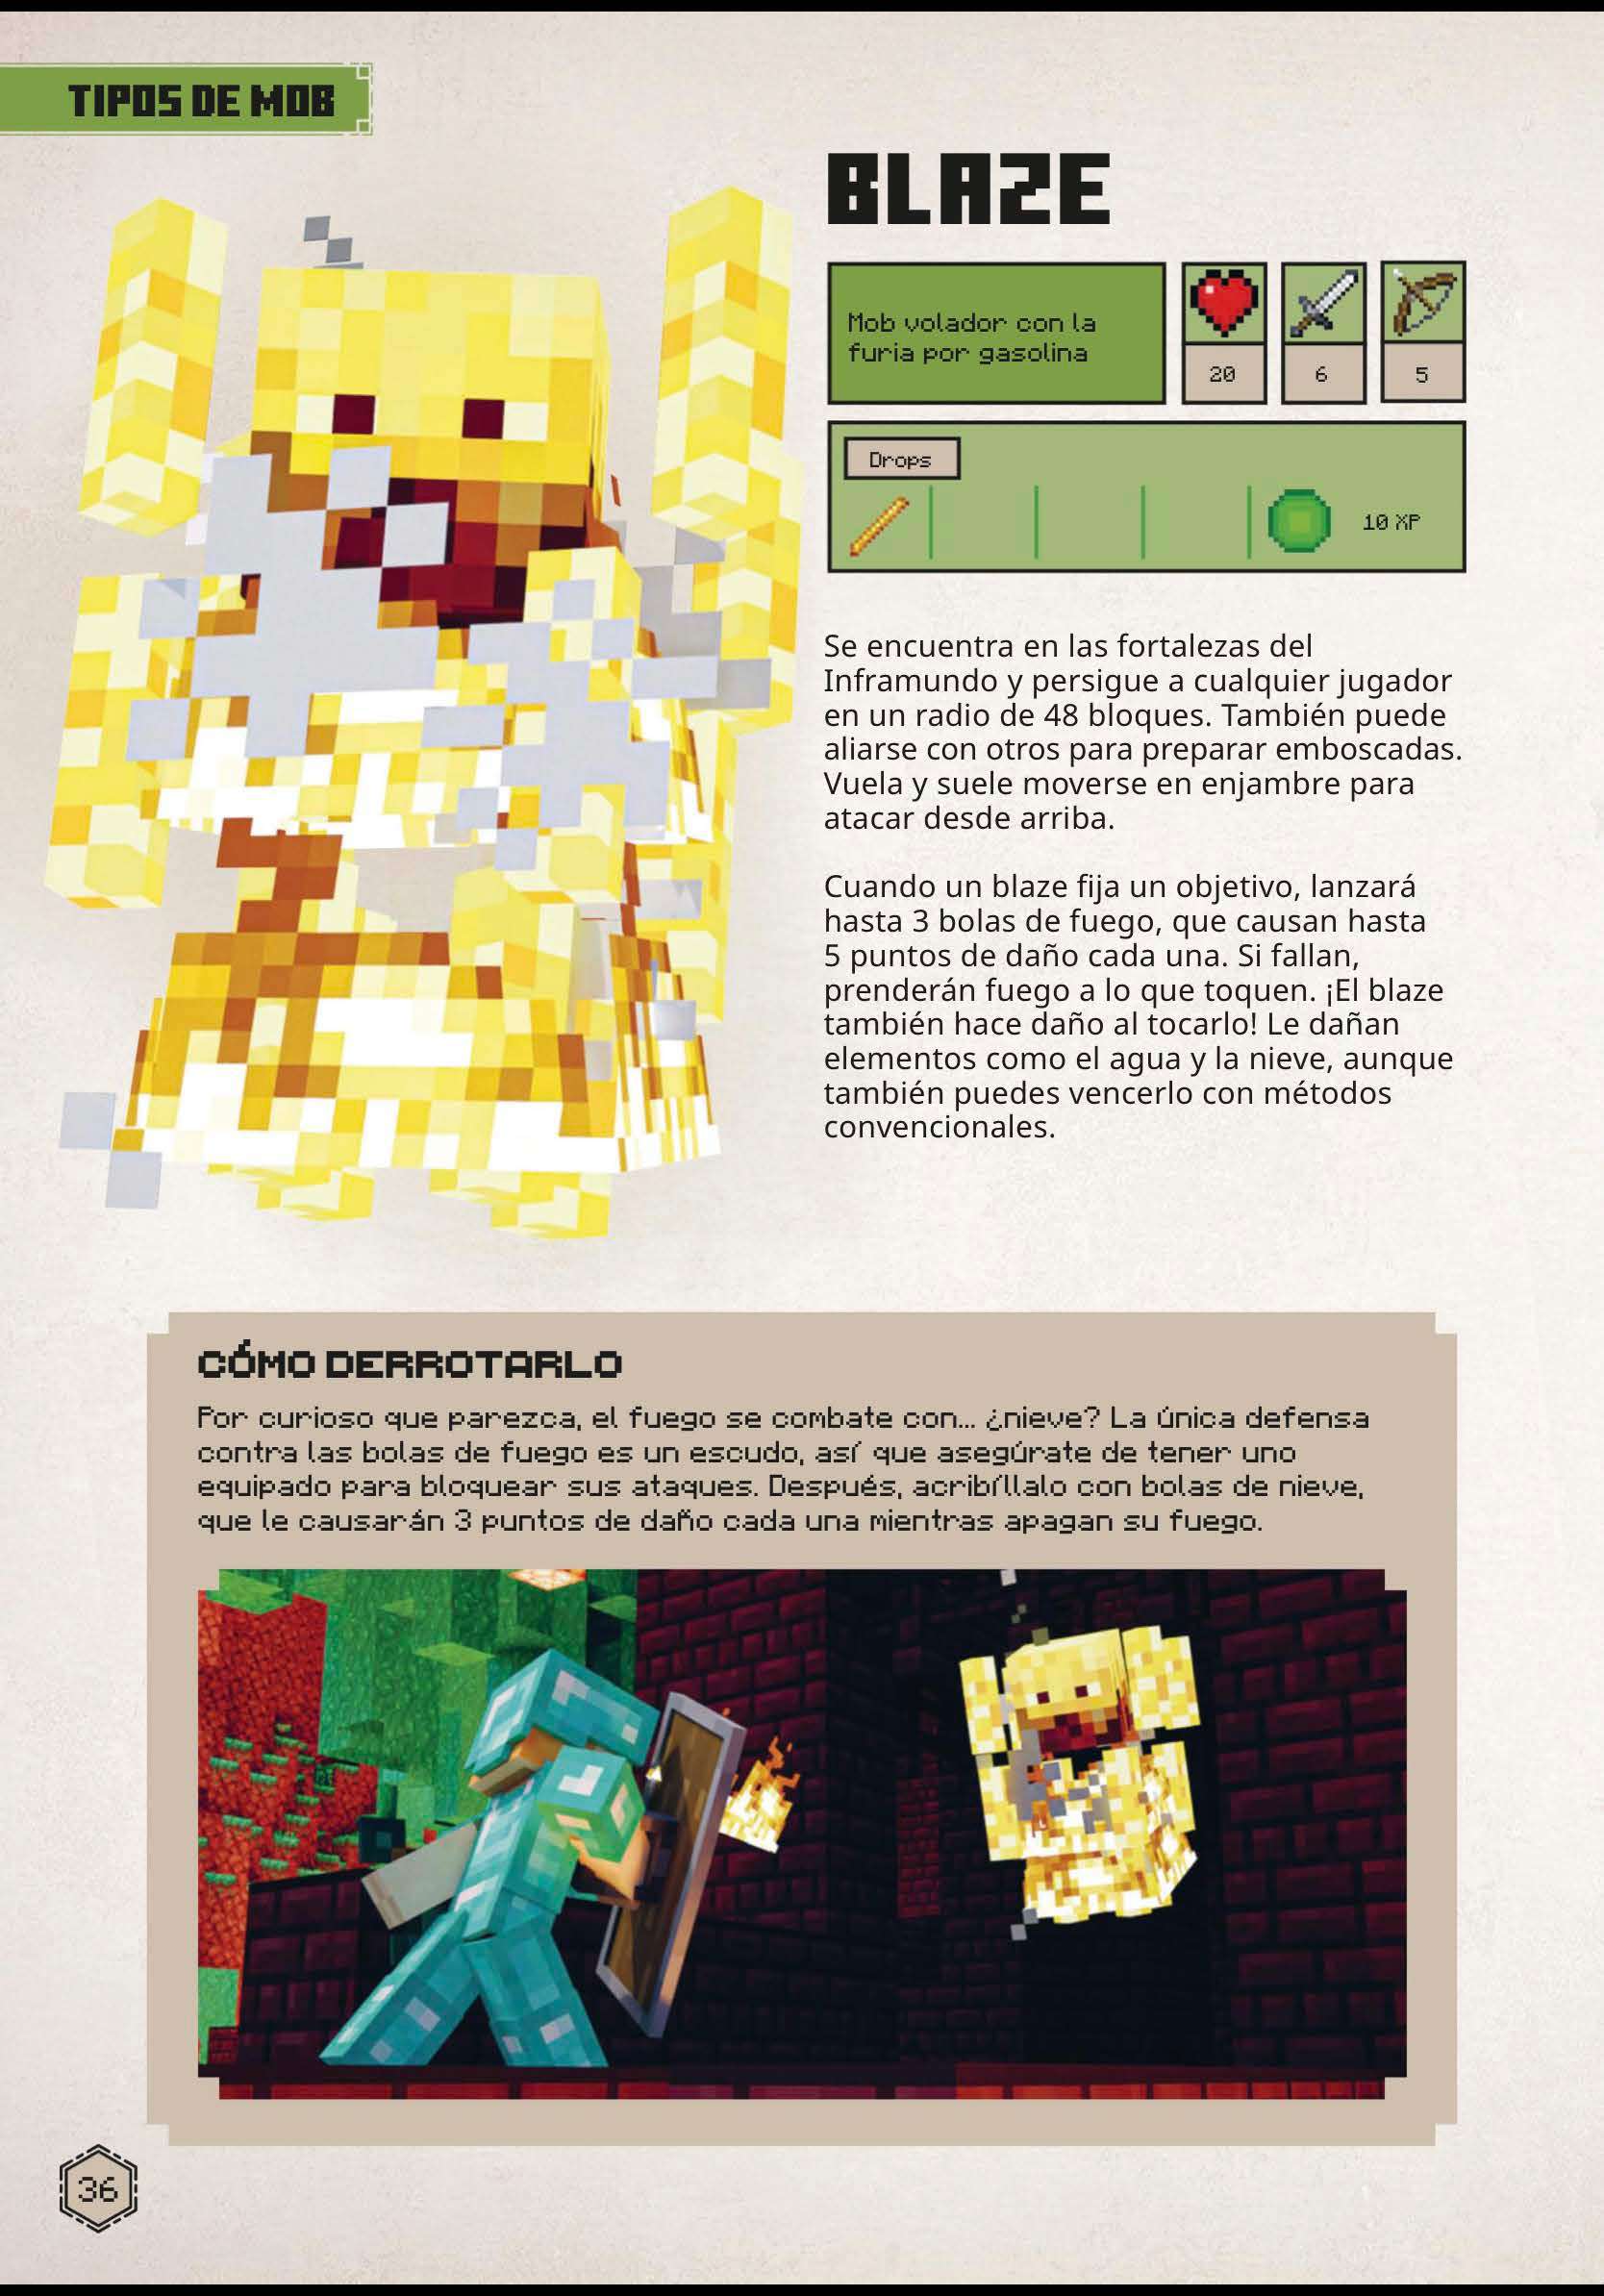 TIPOS DE MOB
BLAZE
Mob volador con la
furia por gasolina
20
6
5
Drops
10 XP
Se encuentra en las fortalezas del
Inframundo y persigue a cualquier jugador
en un radio de 48 bloques. También puede
aliarse con otros para preparar emboscadas.
Vuela y suele moverse en enjambre para
atacar desde arriba.
Cuando un blaze fija un objetivo, lanzará
hasta 3 bolas de fuego, que causan hasta
5 puntos de daño cada una. Si fallan,
prenderán fuego a lo que toquen. ¡El blaze
también hace daño al tocarlo! Le dañan
elementos como el agua y la nieve, aunque
también puedes vencerlo con métodos
convencionales.
CÓMO DERROTARLO
Por curioso que parezca, el fuego se combate con... ¿nieve? La única defensa
contra las bolas de fuego es un escudo, así que asegúrate de tener uno
equipado para bloquear sus ataques. Después, acribíllalo con bolas de nieve,
que le causarán 3 puntos de daño cada una mientras apagan su fuego.
36